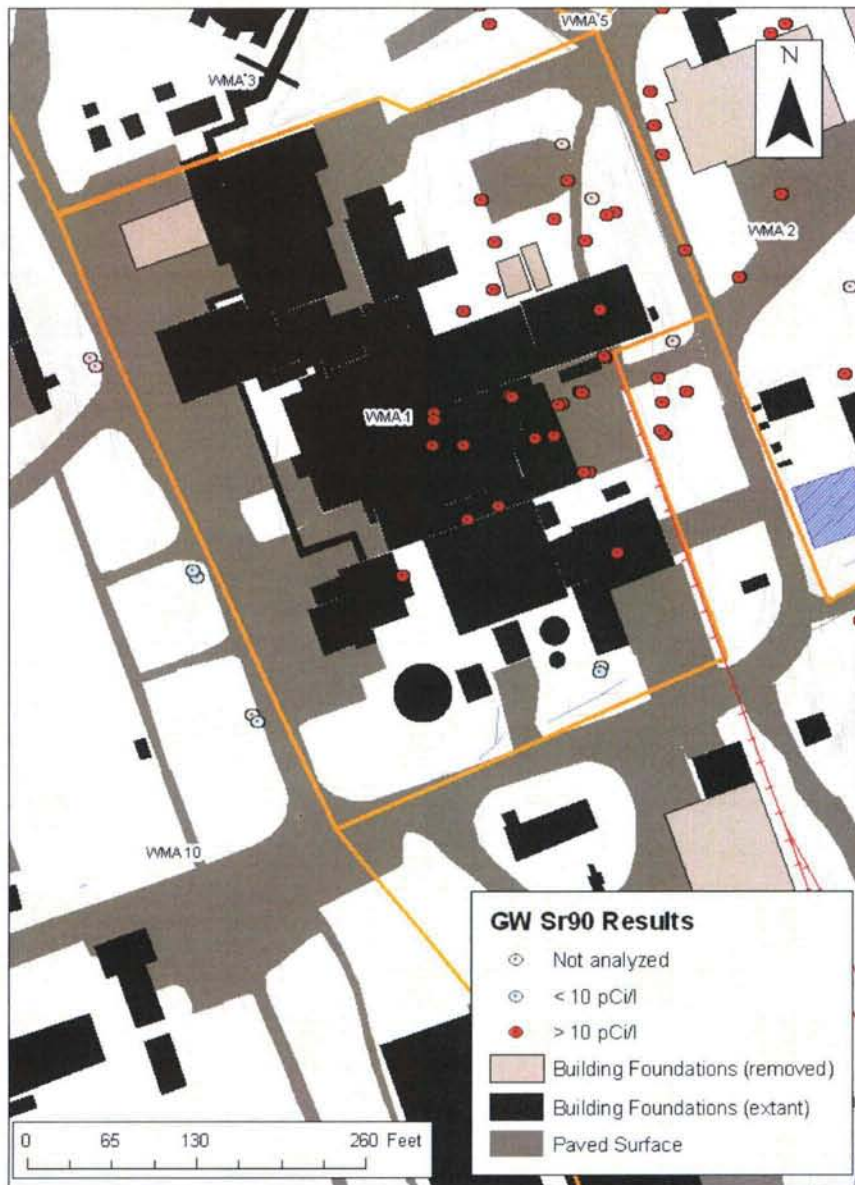 WMA 5
WMA 3
N
WMA 2
WMA 1
WMA 10
GW Sr90 Results
Not analyzed
< 10 pCi/l
> 10 pCi/l
Building Foundations (removed)
Building Foundations (extant)
Paved Surface
0 65 130 260 Feet